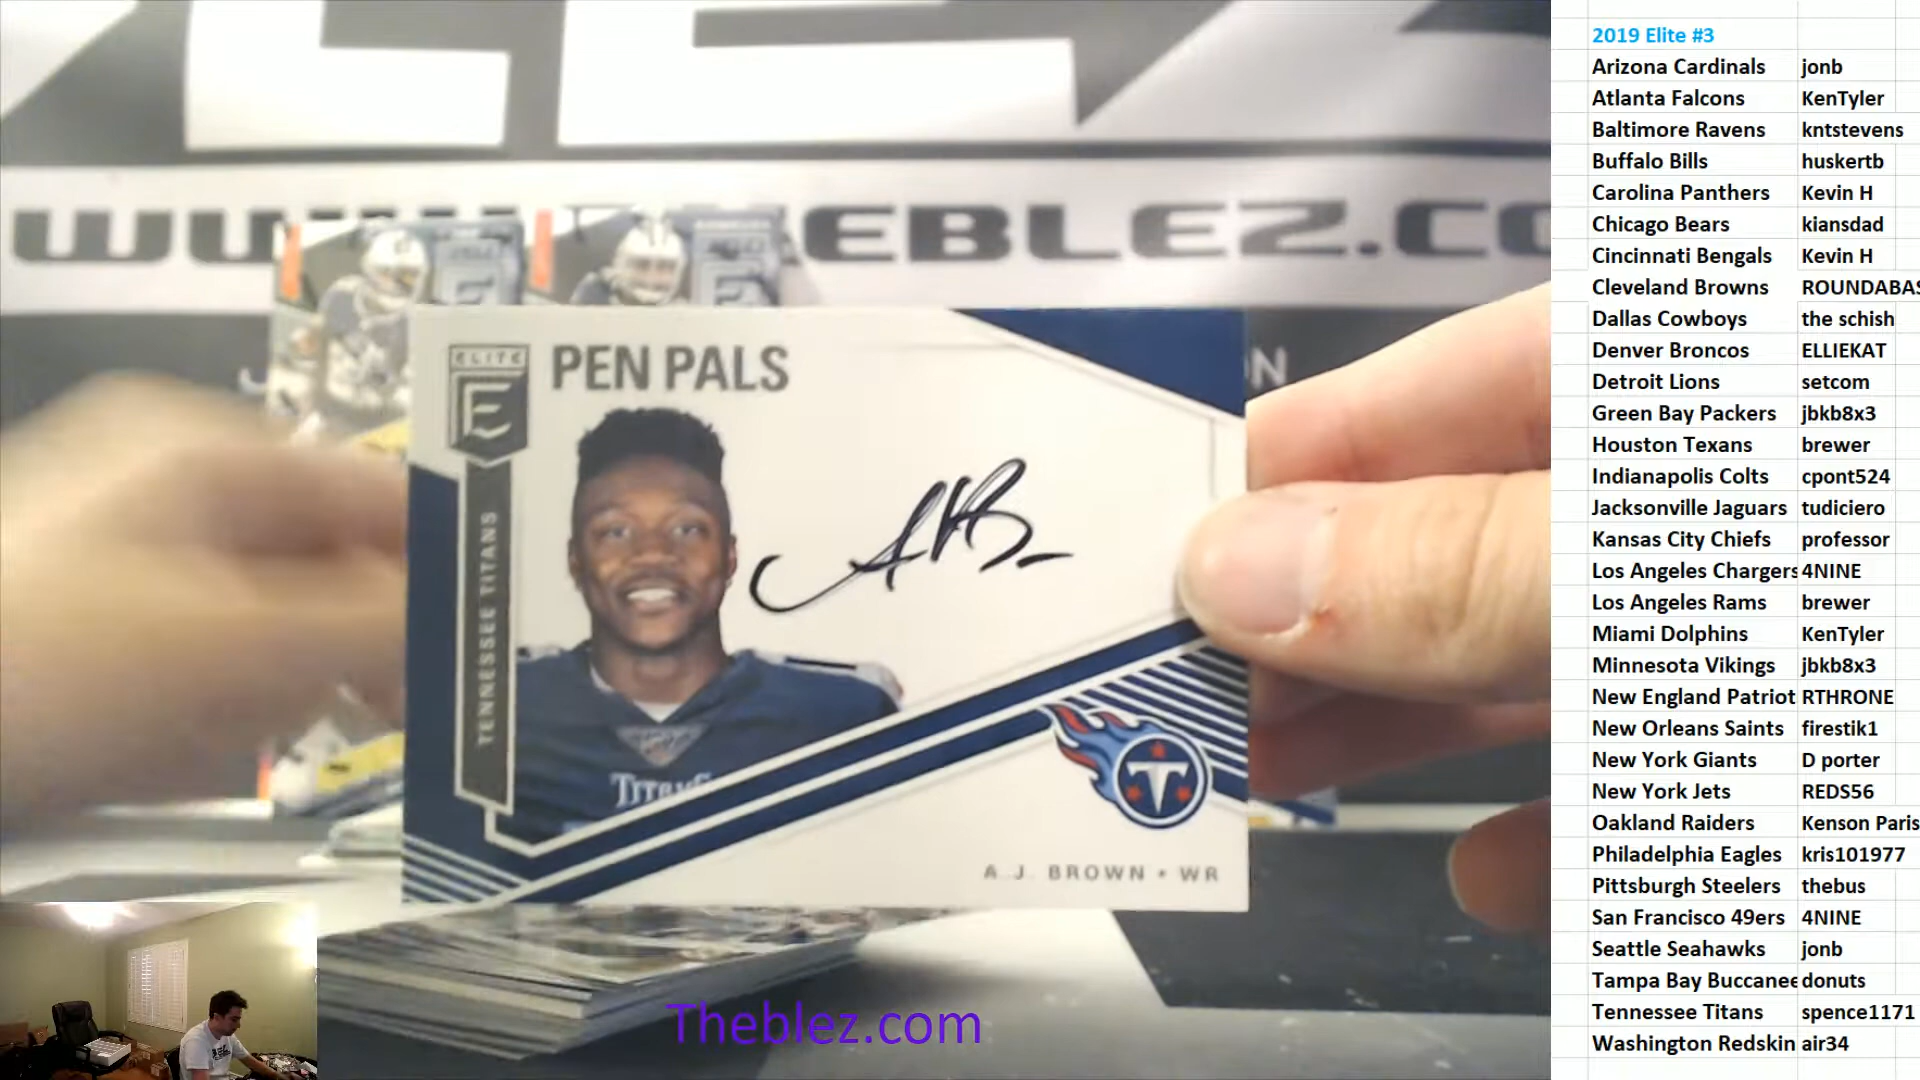 WWW.THEBLEZ.CO
ON
ELITE
E
PEN PALS
TENNESSEE TITANS
TITANS
T
A.J. BROWN • WR
Theblez.com
2019 Elite #3
Arizona Cardinals jonb
Atlanta Falcons KenTyler
Baltimore Ravens kntstevens
Buffalo Bills huskertb
Carolina Panthers Kevin H
Chicago Bears kiansdad
Cincinnati Bengals Kevin H
Cleveland Browns ROUNDABAS
Dallas Cowboys the schish
Denver Broncos ELLIEKAT
Detroit Lions setcom
Green Bay Packers jbkb8x3
Houston Texans brewer
Indianapolis Colts cpont524
Jacksonville Jaguars tudiciero
Kansas City Chiefs professor
Los Angeles Chargers 4NINE
Los Angeles Rams brewer
Miami Dolphins KenTyler
Minnesota Vikings jbkb8x3
New England Patriot RTHRONE
New Orleans Saints firestik1
New York Giants D porter
New York Jets REDS56
Oakland Raiders Kenson Paris
Philadelphia Eagles kris101977
Pittsburgh Steelers thebus
San Francisco 49ers 4NINE
Seattle Seahawks jonb
Tampa Bay Buccanee donuts
Tennessee Titans spence1171
Washington Redskin air34